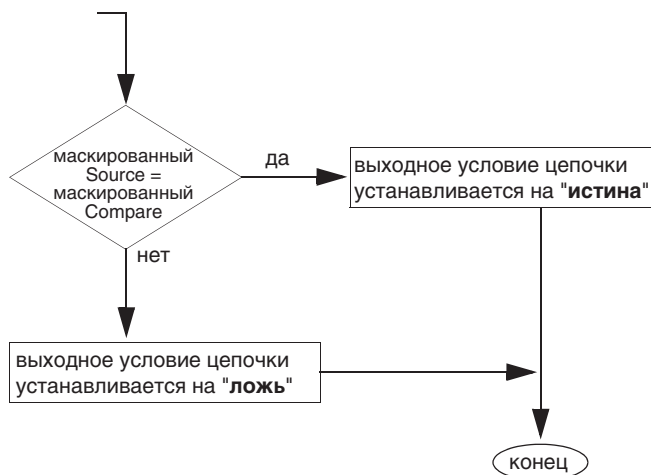 маскированный
Source =
маскированный
Compare
да
выходное условие цепочки
устанавливается на "истина"
нет
выходное условие цепочки
устанавливается на "ложь"
конец